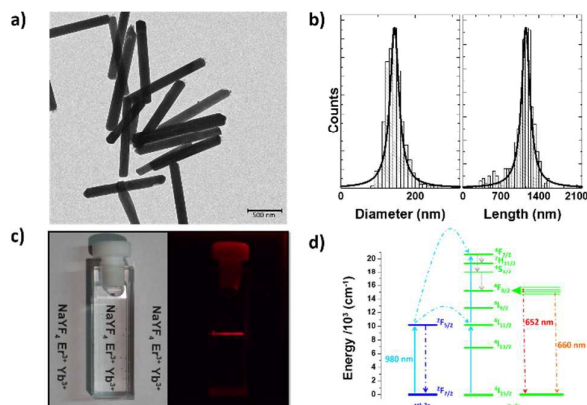 a)
500 nm
b)
Counts
0 200
Diameter (nm)
0 700 1400 2100
Length (nm)
c)
NaYF₄ Er³⁺ Yb³⁺
NaYF₄ Er³⁺ Yb³⁺
NaYF₄ Er³⁺ Yb³⁺
d)
Energy /10³ (cm⁻¹)
20
18
16
14
12
10
8
6
4
2
0
980 nm
²F₅/₂
²F₇/₂
⁴F₇/₂
²H₁₁/₂
⁴S₃/₂
⁴F₉/₂
⁴I₉/₂
⁴I₁₁/₂
⁴I₁₃/₂
⁴I₁₅/₂
652 nm
660 nm